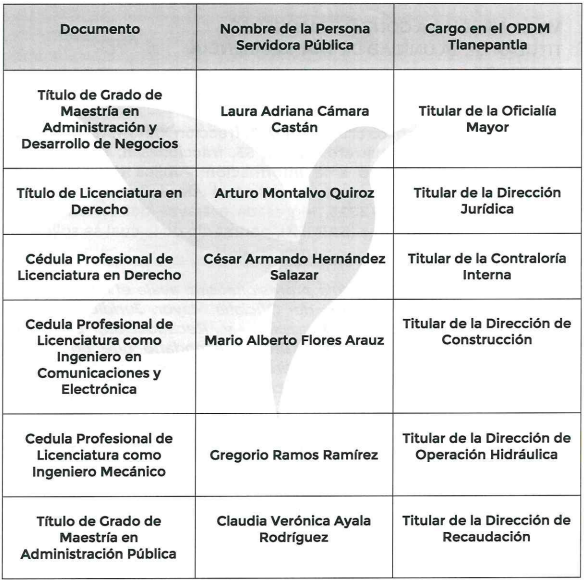 Documento
Nombre de la Persona
Servidora Pública
Cargo en el OPDM
Tlanepantla
Título de Grado de
Maestría en
Administración y
Desarrollo de Negocios
Laura Adriana Cámara
Castán
Titular de la Oficialía
Mayor
Título de Licenciatura en
Derecho
Arturo Montalvo Quiroz
Titular de la Dirección
Jurídica
Cédula Profesional de
Licenciatura en Derecho
César Armando Hernández
Salazar
Titular de la Contraloría
Interna
Cedula Profesional de
Licenciatura como
Ingeniero en
Comunicaciones y
Electrónica
Mario Alberto Flores Arauz
Titular de la Dirección de
Construcción
Cedula Profesional de
Licenciatura como
Ingeniero Mecánico
Gregorio Ramos Ramírez
Titular de la Dirección de
Operación Hidráulica
Título de Grado de
Maestría en
Administración Pública
Claudia Verónica Ayala
Rodríguez
Titular de la Dirección de
Recaudación